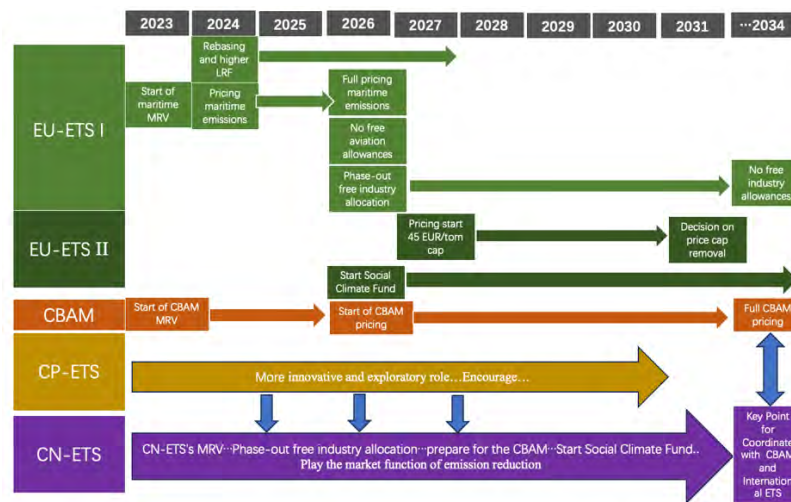 2023 2024 2025 2026 2027 2028 2029 2030 2031 ···2034
EU-ETS I
Rebasing
and higher
LRF
Start of
maritime
MRV
Pricing
maritime
emissions
Full pricing
maritime
emissions
No free
aviation
allowances
Phase-out
free industry
allocation
No free
industry
allowances
EU-ETS II
Pricing start
45 EUR/tom
cap
Decision on
price cap
removal
Start Social
Climate Fund
CBAM
Start of CBAM
MRV
Start of CBAM
pricing
Full CBAM
pricing
CP-ETS
More innovative and exploratory role…Encourage…
CN-ETS
CN-ETS's MRV…Phase-out free industry allocation…prepare for the CBAM…Start Social Climate Fund..
Play the market function of emission reduction
Key Point
for
Coordinate
with CBAM
and
Internation
al ETS